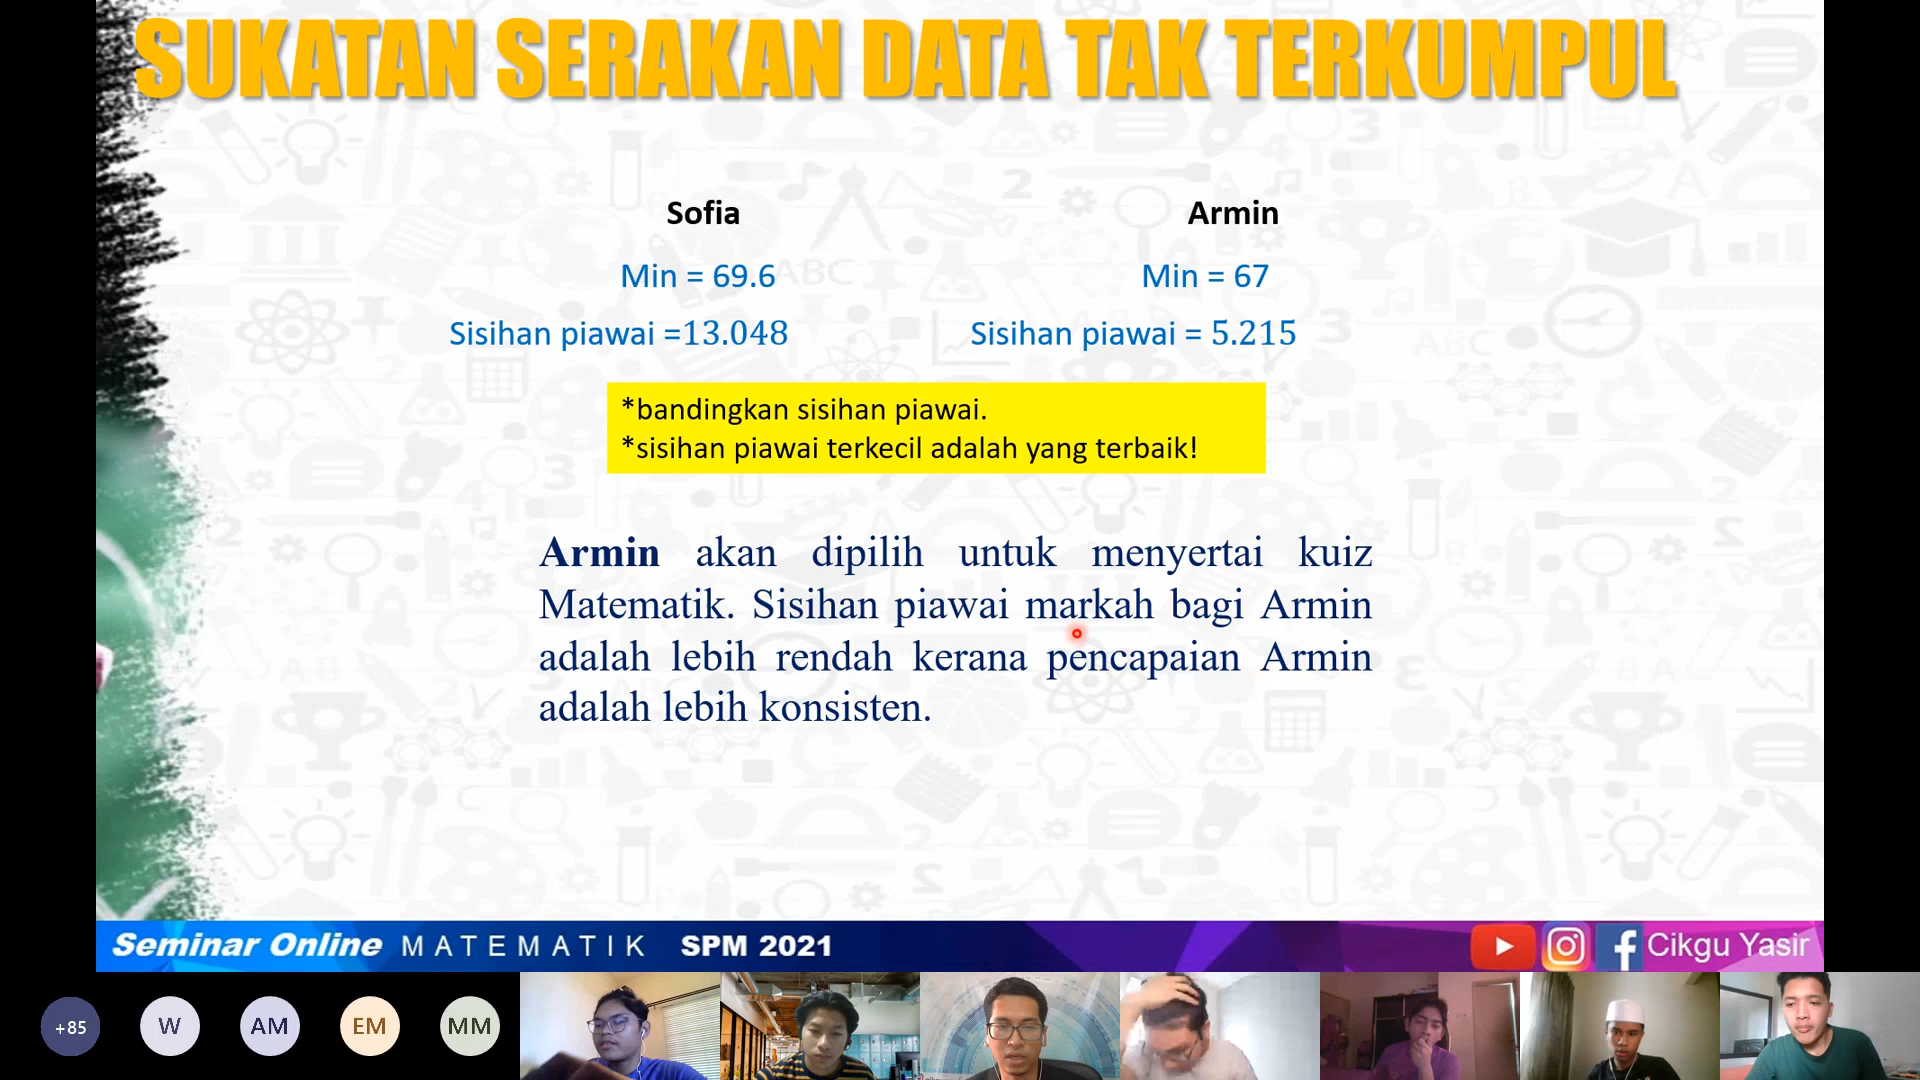 SUKATAN SERAKAN DATA TAK TERKUMPUL
Sofia
Min = 69.6
Sisihan piawai =13.048
Armin
Min = 67
Sisihan piawai = 5.215
*bandingkan sisihan piawai.
*sisihan piawai terkecil adalah yang terbaik!
Armin akan dipilih untuk menyertai kuiz
Matematik. Sisihan piawai markah bagi Armin
adalah lebih rendah kerana pencapaian Armin
adalah lebih konsisten.
Seminar Online MATEMATIK SPM 2021
Cikgu Yasir
+85
W
AM
EM
MM